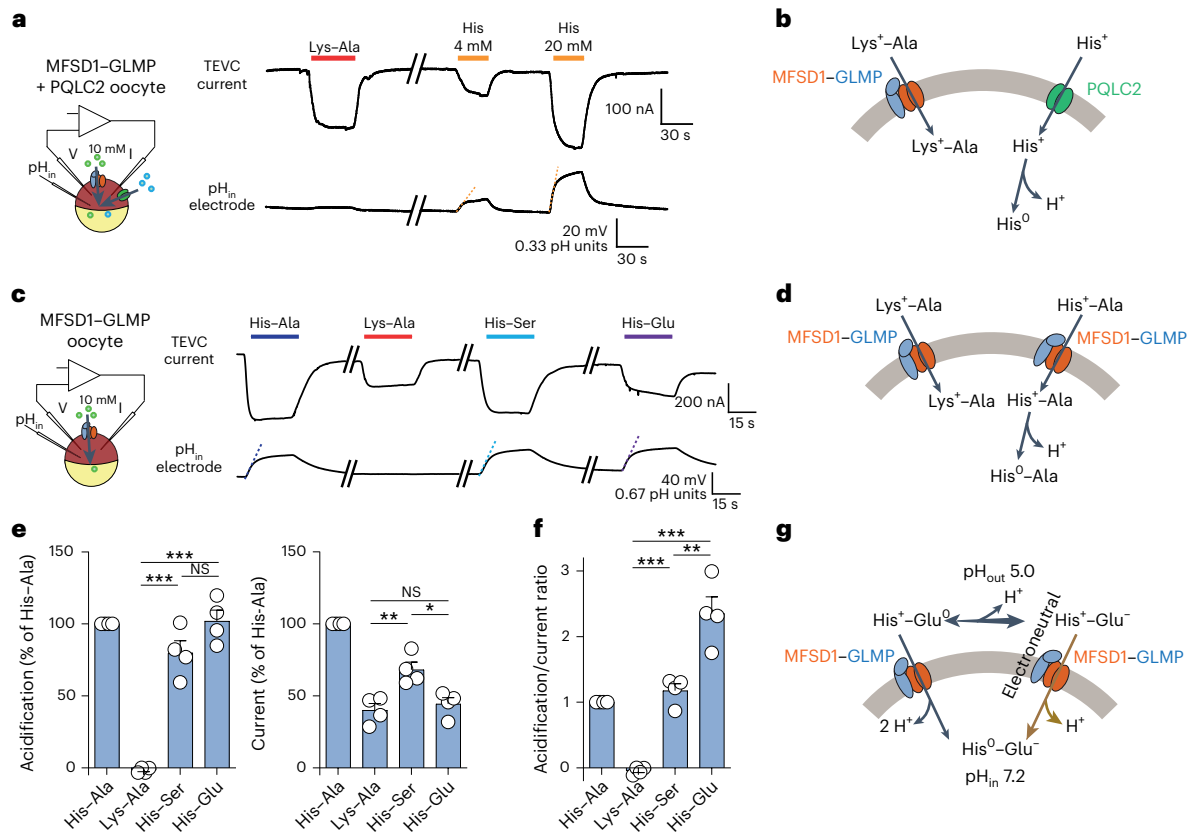 a
MFSD1–GLMP
+ PQLC2 oocyte
V
10 mM
I
pHin
TEVC
current
Lys–Ala
His
4 mM
His
20 mM
100 nA
30 s
pHin
electrode
20 mV
0.33 pH units
30 s
b
Lys+–Ala
His+
MFSD1–GLMP
PQLC2
Lys+–Ala
His+
H+
His0
c
MFSD1–GLMP
oocyte
V
10 mM
I
pHin
TEVC
current
His–Ala
Lys–Ala
His–Ser
His–Glu
200 nA
15 s
pHin
electrode
40 mV
0.67 pH units
15 s
d
Lys+–Ala
His+–Ala
MFSD1–GLMP
MFSD1–GLMP
Lys+–Ala
His+–Ala
H+
His0–Ala
e
Acidification (% of His–Ala)
150
100
50
0
***
***
NS
His–Ala
Lys–Ala
His–Ser
His–Glu
Current (% of His-Ala)
150
100
50
0
NS
**
*
His–Ala
Lys–Ala
His–Ser
His–Glu
f
Acidification/current ratio
3
2
1
0
***
**
***
His–Ala
Lys–Ala
His–Ser
His–Glu
g
pHout 5.0
H+
His+–Glu0
His+–Glu–
Electroneutral
MFSD1–GLMP
MFSD1–GLMP
2 H+
H+
His0–Glu–
pHin 7.2